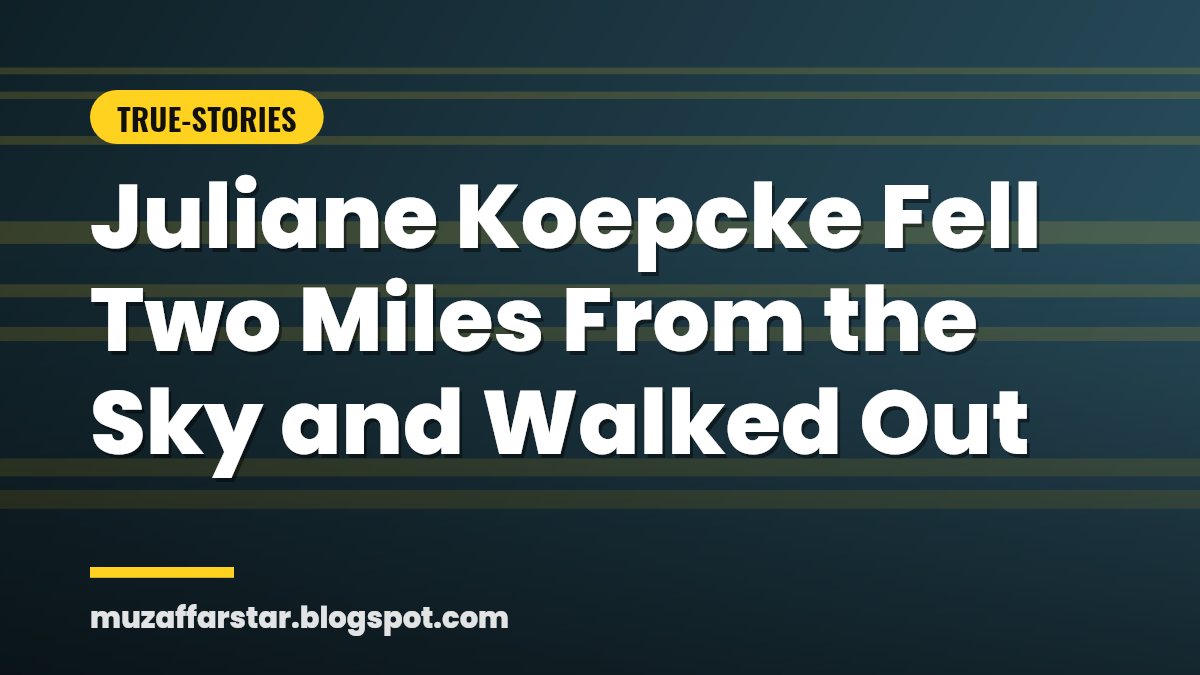 TRUE-STORIES
Juliane Koepcke Fell
Two Miles From the
Sky and Walked Out
muzaffarstar.blogspot.com